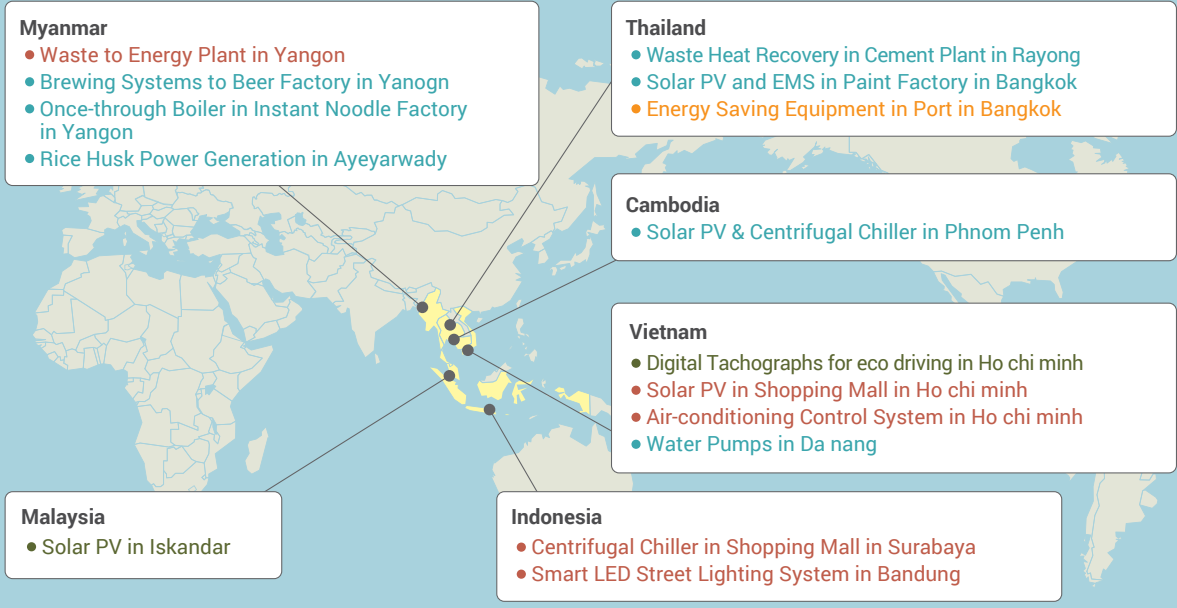 Myanmar
• Waste to Energy Plant in Yangon
• Brewing Systems to Beer Factory in Yanogn
• Once-through Boiler in Instant Noodle Factory
in Yangon
• Rice Husk Power Generation in Ayeyarwady
Thailand
• Waste Heat Recovery in Cement Plant in Rayong
• Solar PV and EMS in Paint Factory in Bangkok
• Energy Saving Equipment in Port in Bangkok
Cambodia
• Solar PV & Centrifugal Chiller in Phnom Penh
Vietnam
• Digital Tachographs for eco driving in Ho chi minh
• Solar PV in Shopping Mall in Ho chi minh
• Air-conditioning Control System in Ho chi minh
• Water Pumps in Da nang
Malaysia
• Solar PV in Iskandar
Indonesia
• Centrifugal Chiller in Shopping Mall in Surabaya
• Smart LED Street Lighting System in Bandung